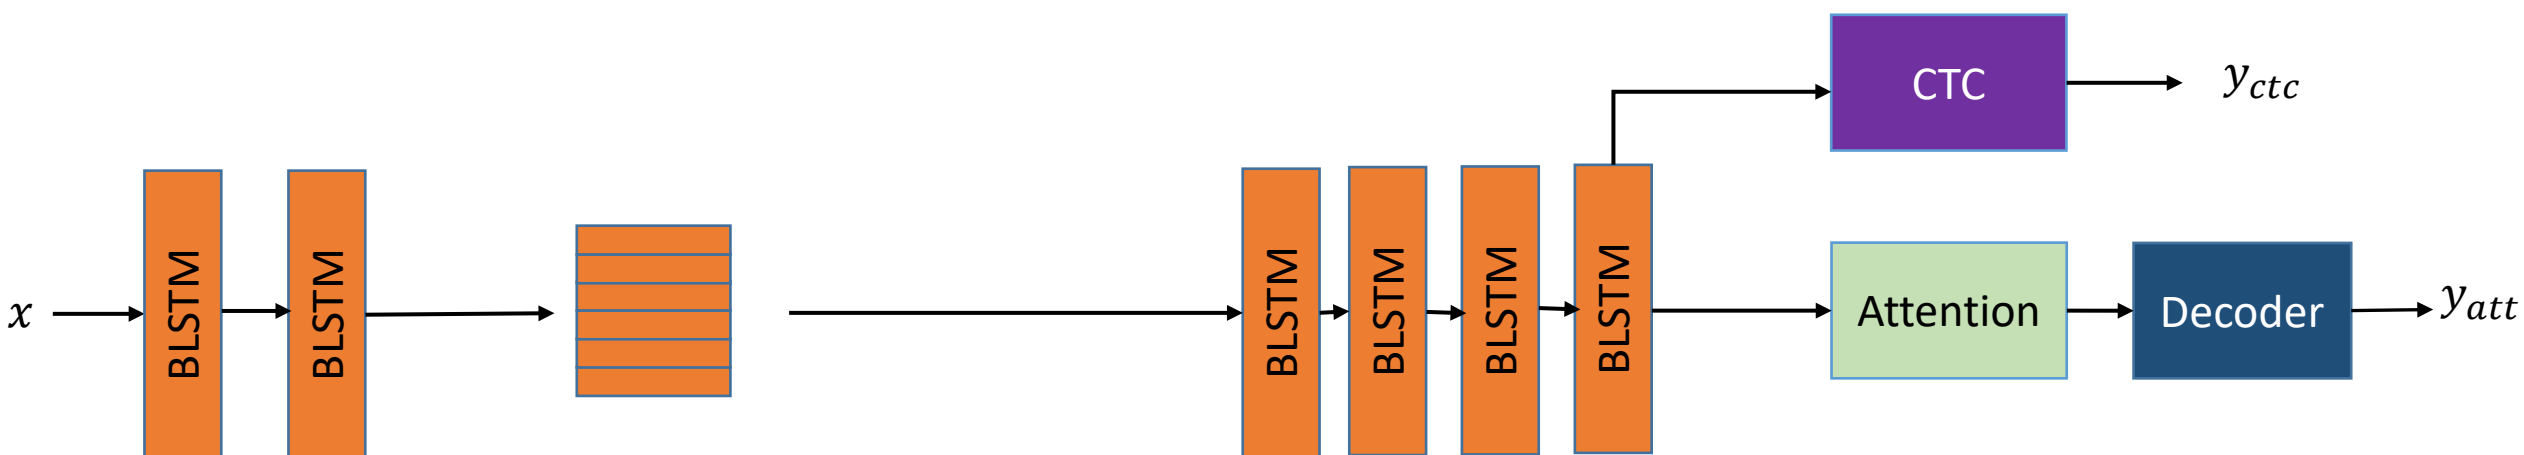 x
BLSTM
BLSTM
BLSTM
BLSTM
BLSTM
BLSTM
CTC
y_ctc
Attention
Decoder
y_att